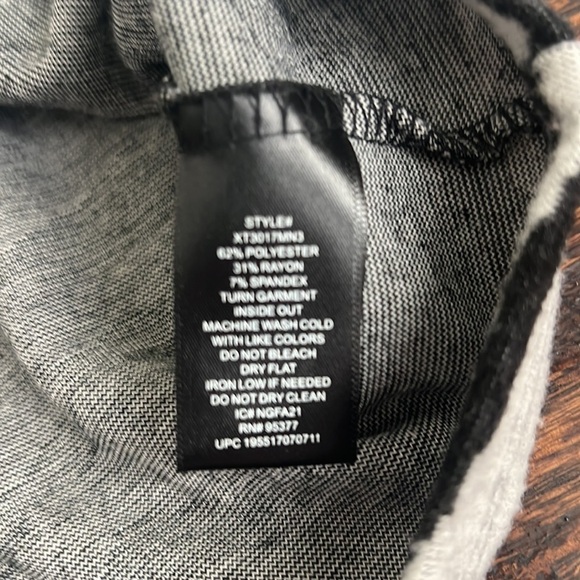 STYLE#
XT3017MN3
62% POLYESTER
31% RAYON
7% SPANDEX
TURN GARMENT
INSIDE OUT
MACHINE WASH COLD
WITH LIKE COLORS
DO NOT BLEACH
DRY FLAT
IRON LOW IF NEEDED
DO NOT DRY CLEAN
IC# NGFA21
RN# 95377
UPC 195517070711